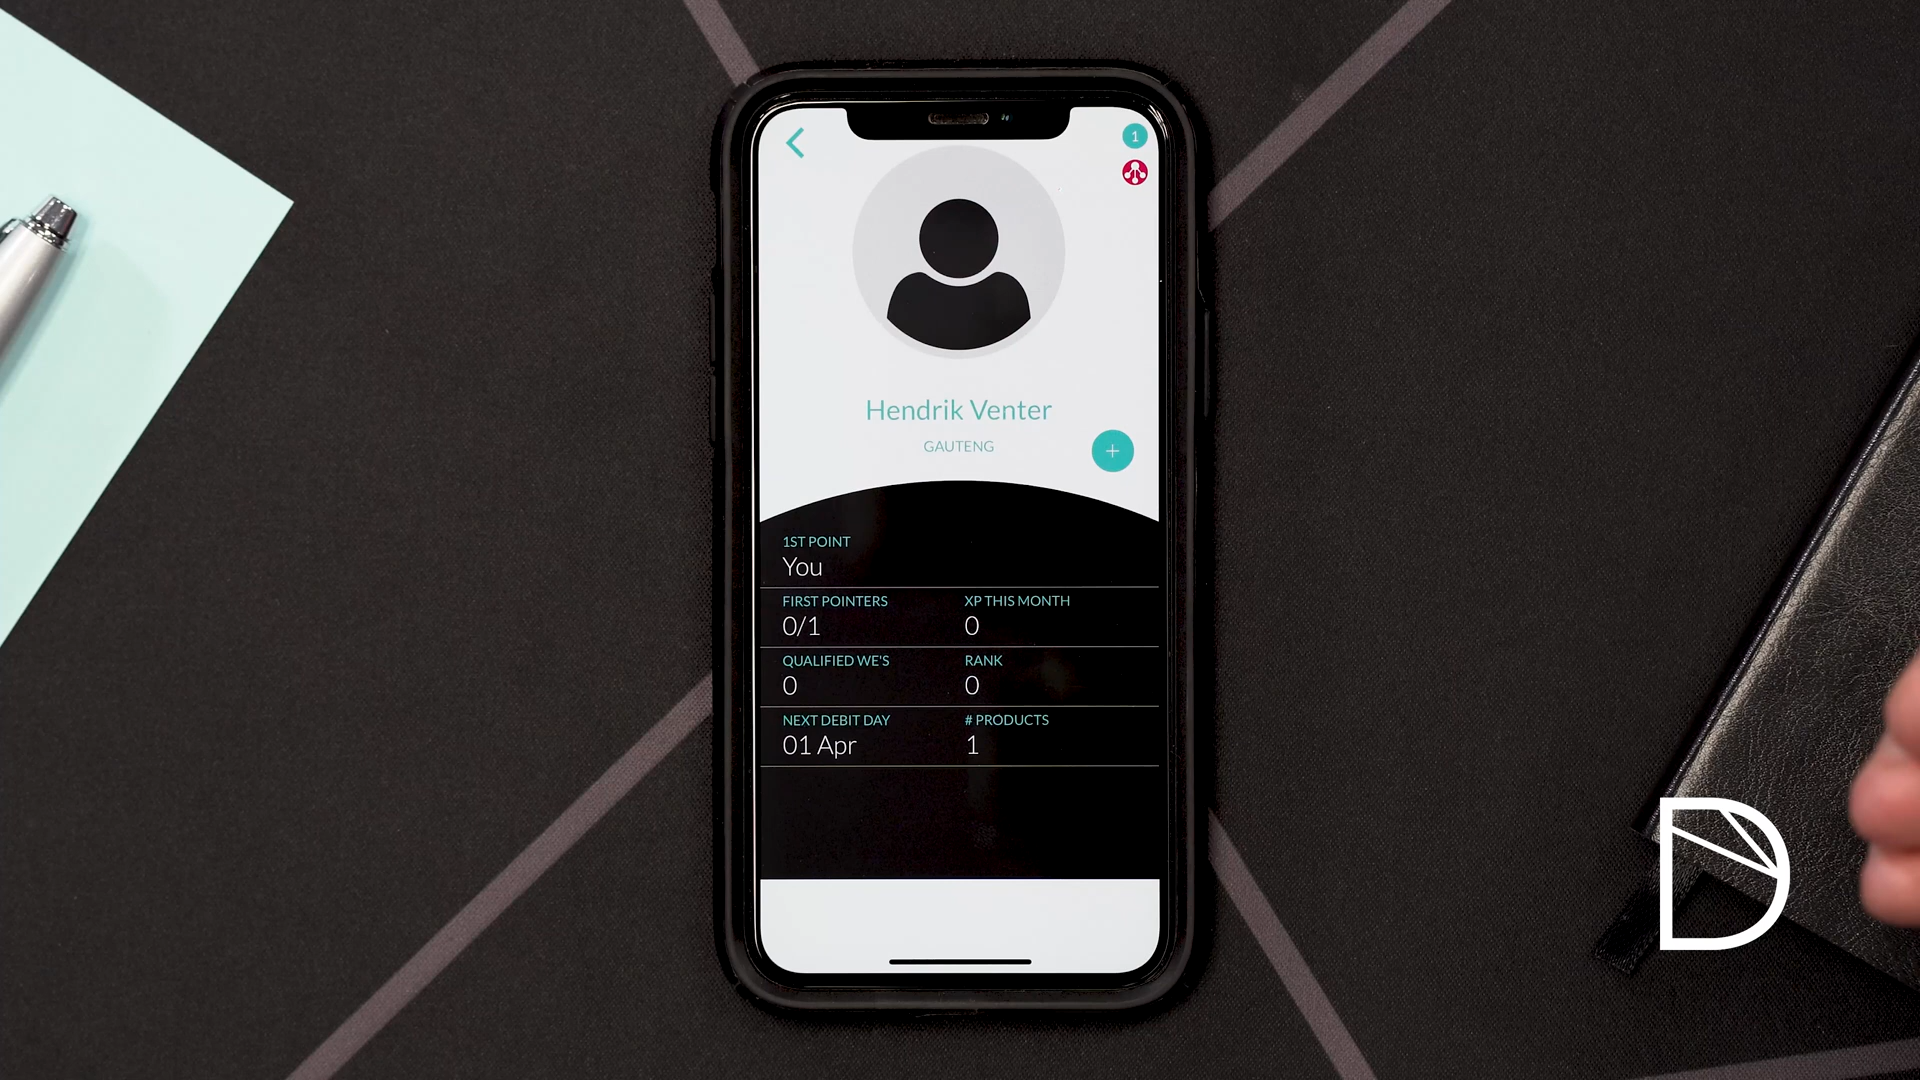 1
Hendrik Venter
GAUTENG
+
1ST POINT
You
FIRST POINTERS XP THIS MONTH
0/1 0
QUALIFIED WE'S RANK
0 0
NEXT DEBIT DAY # PRODUCTS
01 Apr 1
D